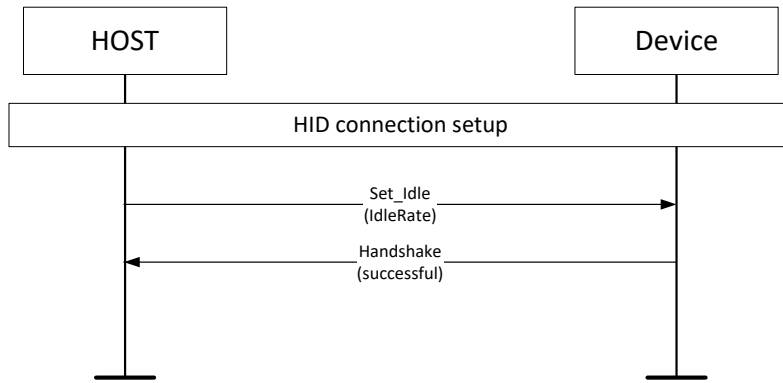 HOST
Device
HID connection setup
Set_Idle
(IdleRate)
Handshake
(successful)